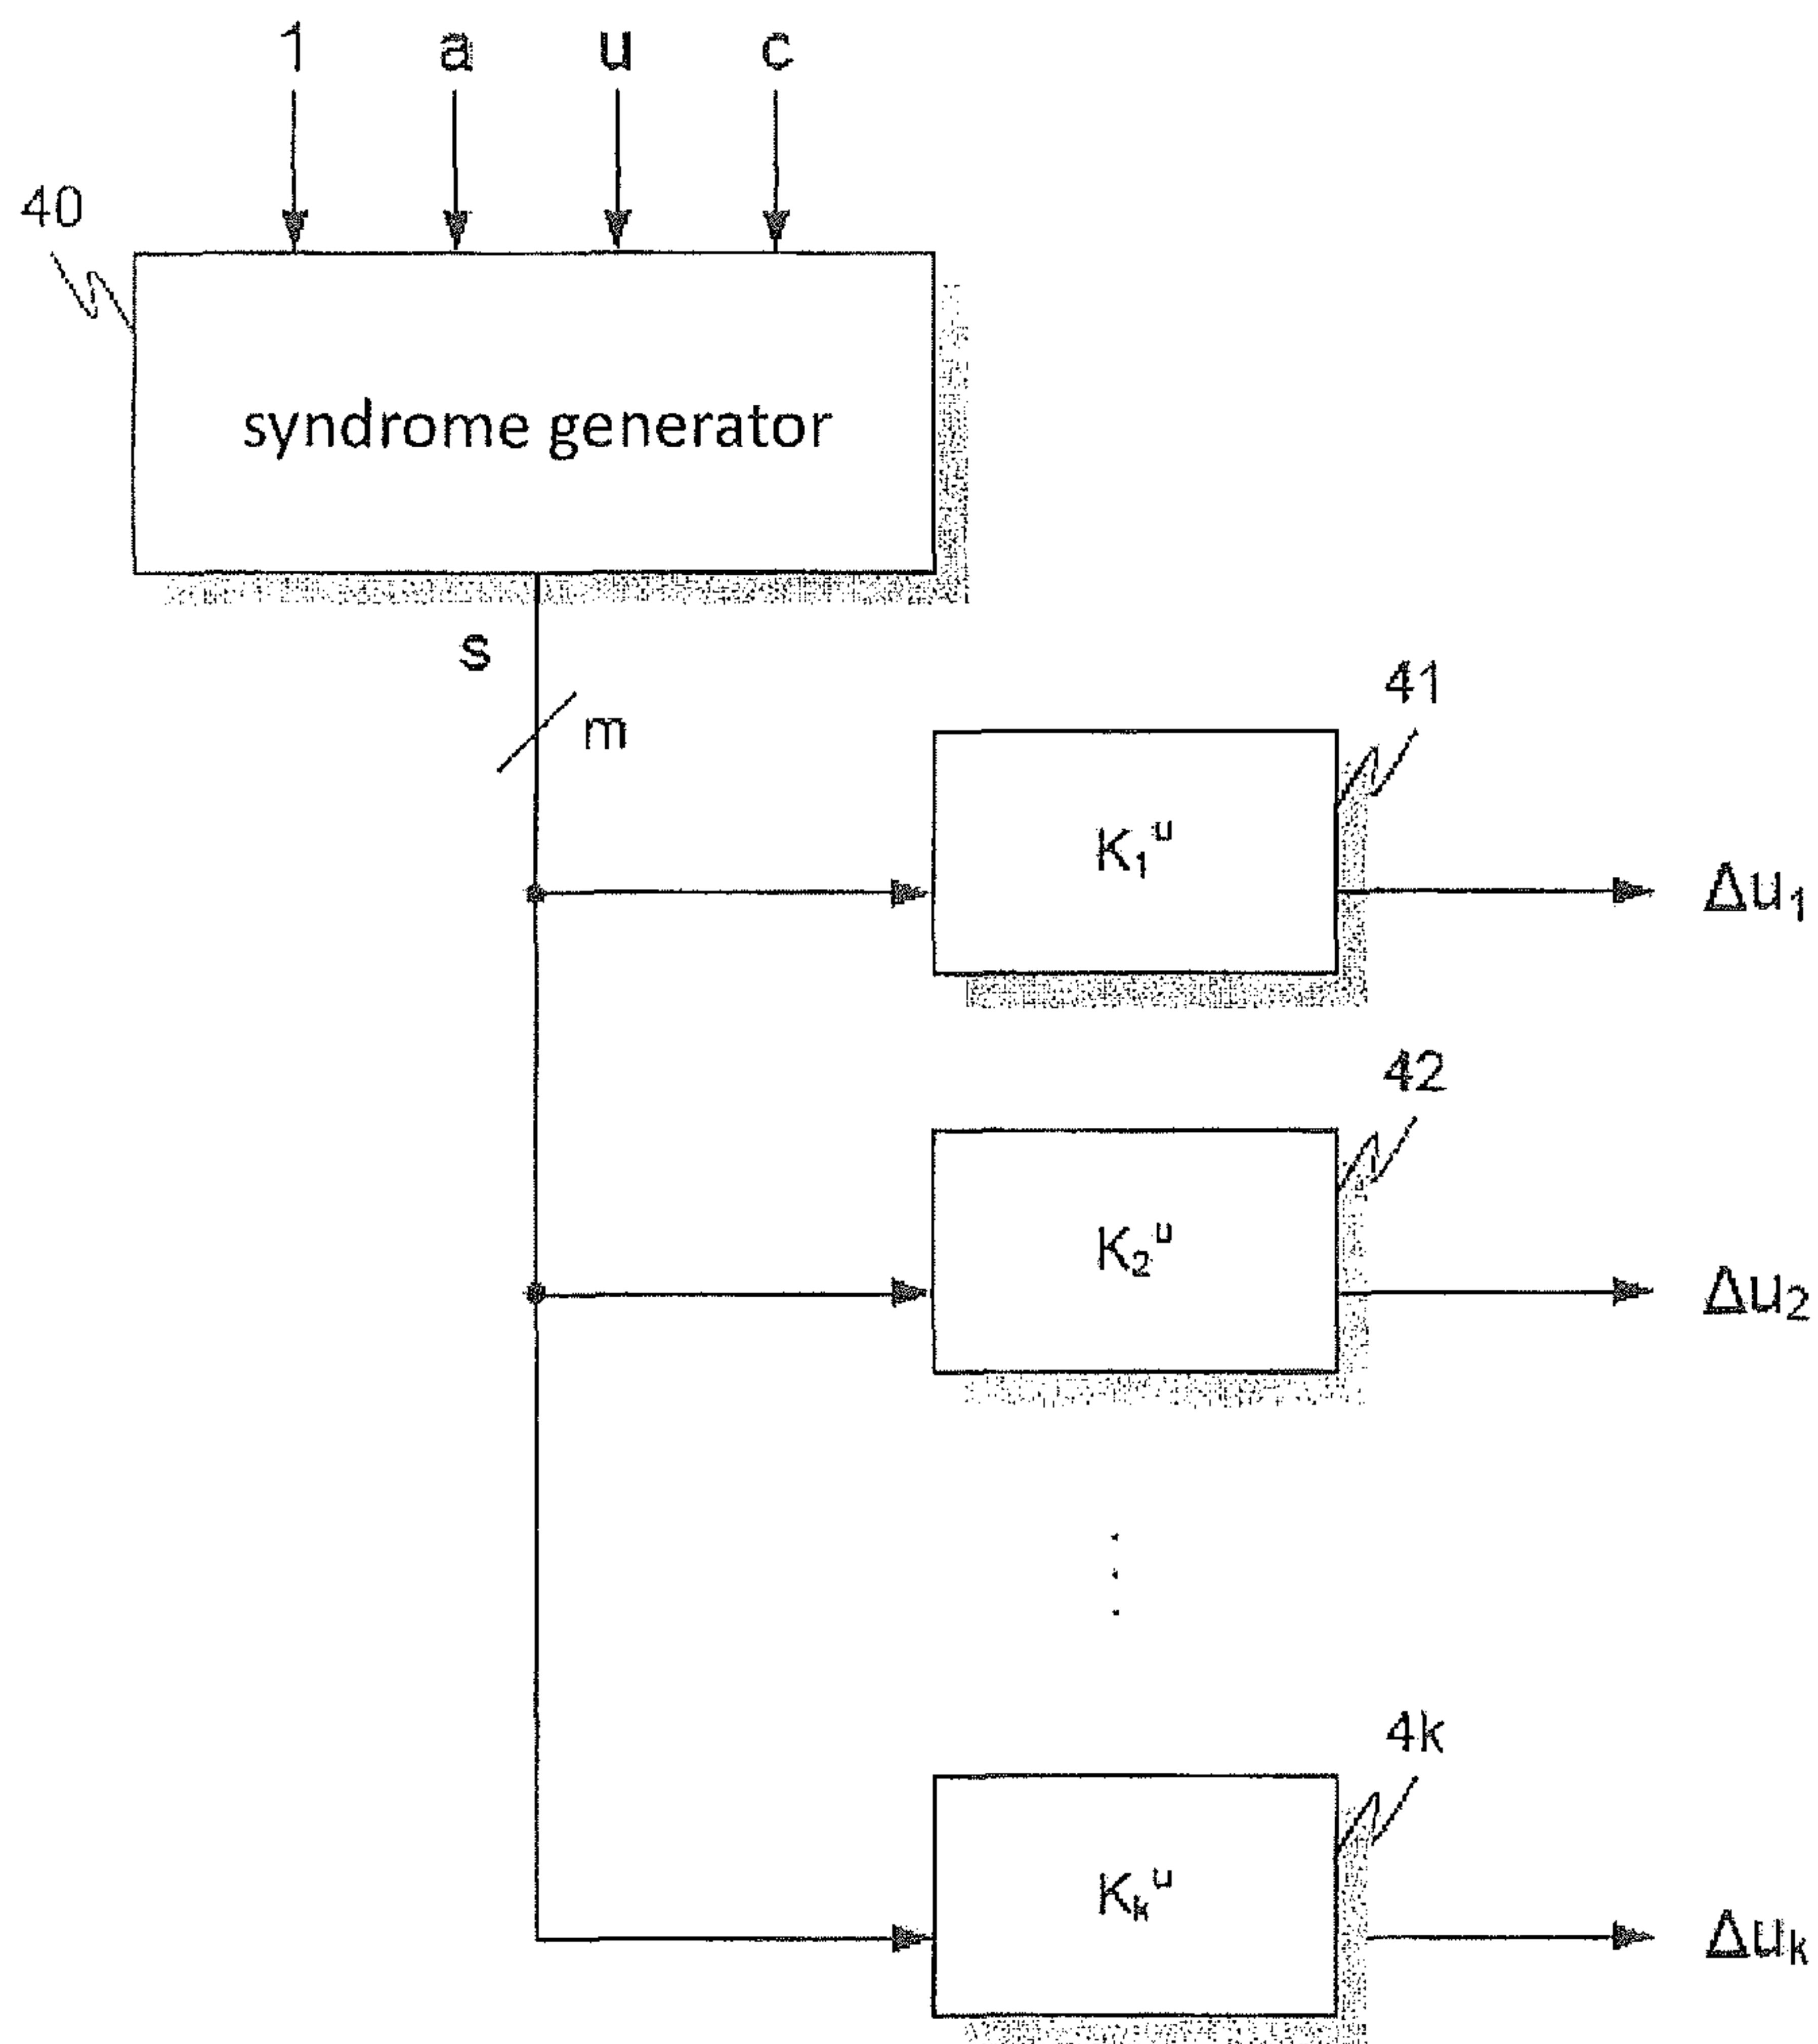 1 a u c
40
syndrome generator
s
m
41
K₁ᵘ
Δu₁
42
K₂ᵘ
Δu₂
4k
Kₖᵘ
Δuₖ